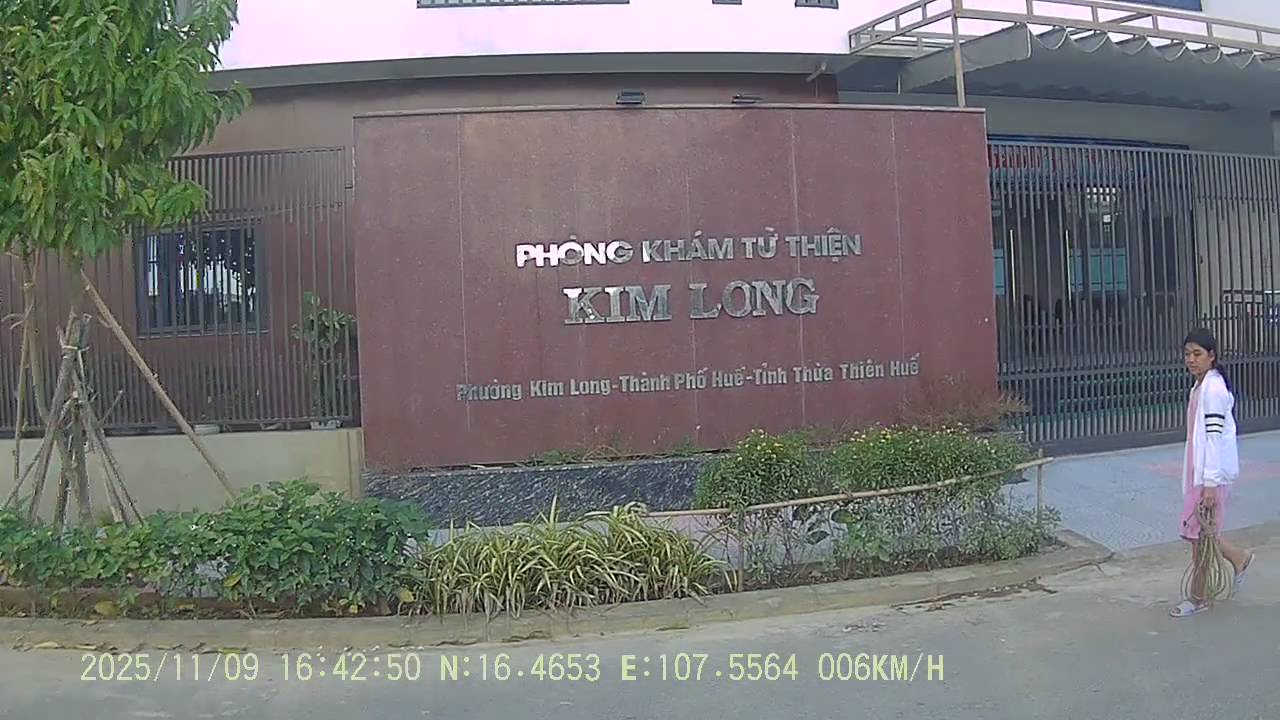 PHÒNG KHÁM TỪ THIỆN
KIM LONG
Phường Kim Long-Thành Phố Huế-Tỉnh Thừa Thiên Huế
2025/11/09 16:42:50 N:16.4653 E:107.5564 006KM/H